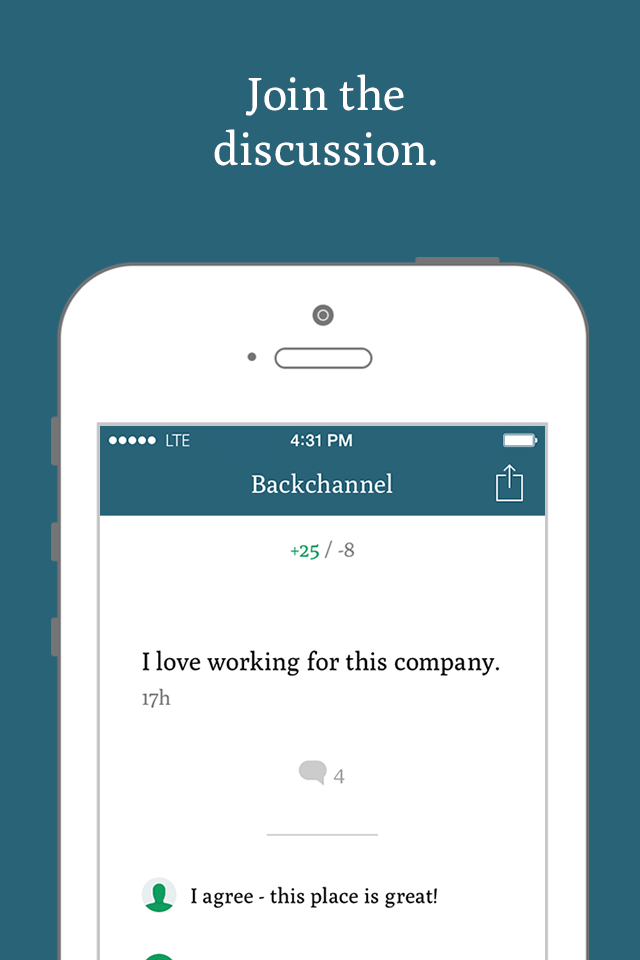 Join the
discussion.
LTE 4:31 PM
Backchannel
+25 / -8
I love working for this company.
17h
4
I agree - this place is great!